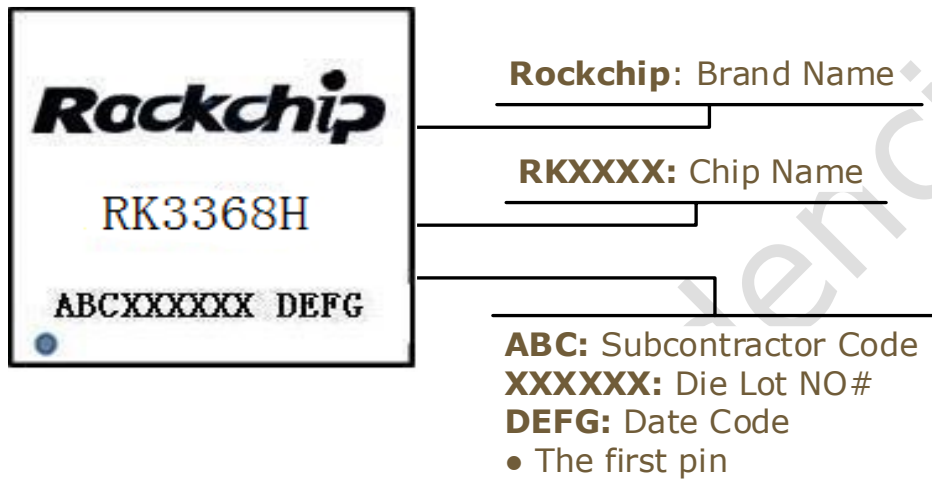 Rockchip
RK3368H
ABCXXXXXX DEFG
Rockchip: Brand Name
RKXXXX: Chip Name
ABC: Subcontractor Code
XXXXXX: Die Lot NO#
DEFG: Date Code
● The first pin